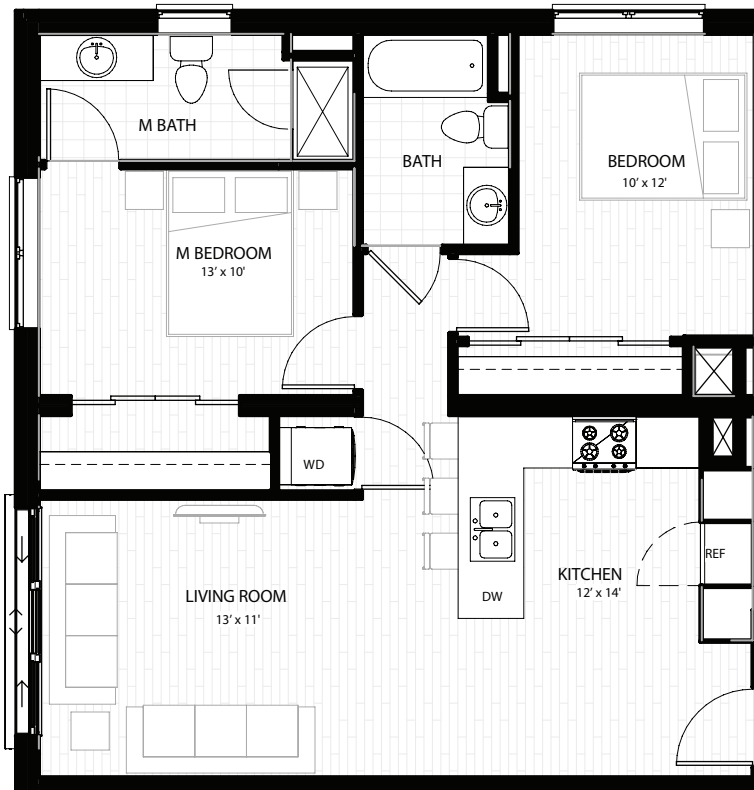 M BATH
BATH
BEDROOM
10’ x 12'
M BEDROOM
13’ x 10'
WD
LIVING ROOM
13’ x 11'
KITCHEN
12’ x 14'
REF
DW